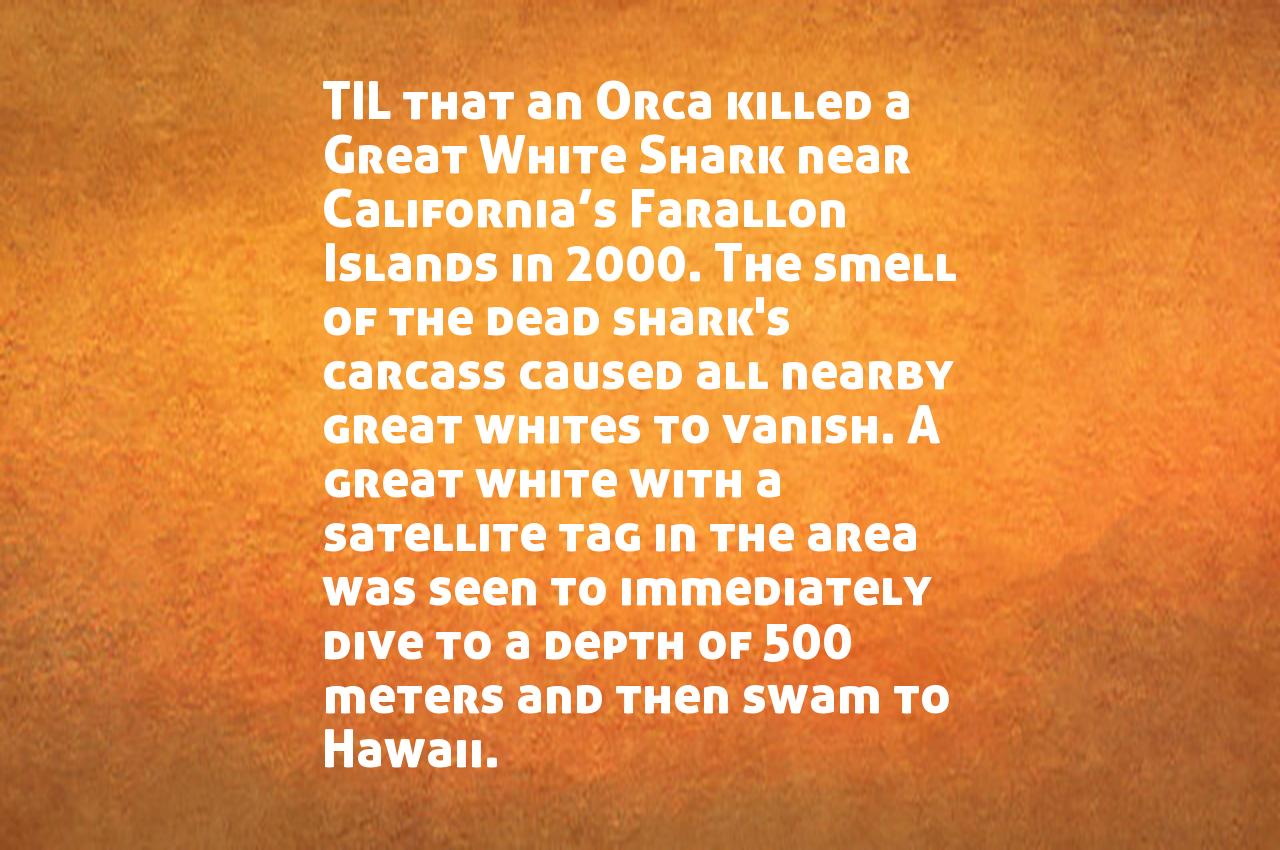 TIL that an Orca killed a
Great White Shark near
California’s Farallon
Islands in 2000. The smell
of the dead shark's
carcass caused all nearby
great whites to vanish. A
great white with a
satellite tag in the area
was seen to immediately
dive to a depth of 500
meters and then swam to
Hawaii.